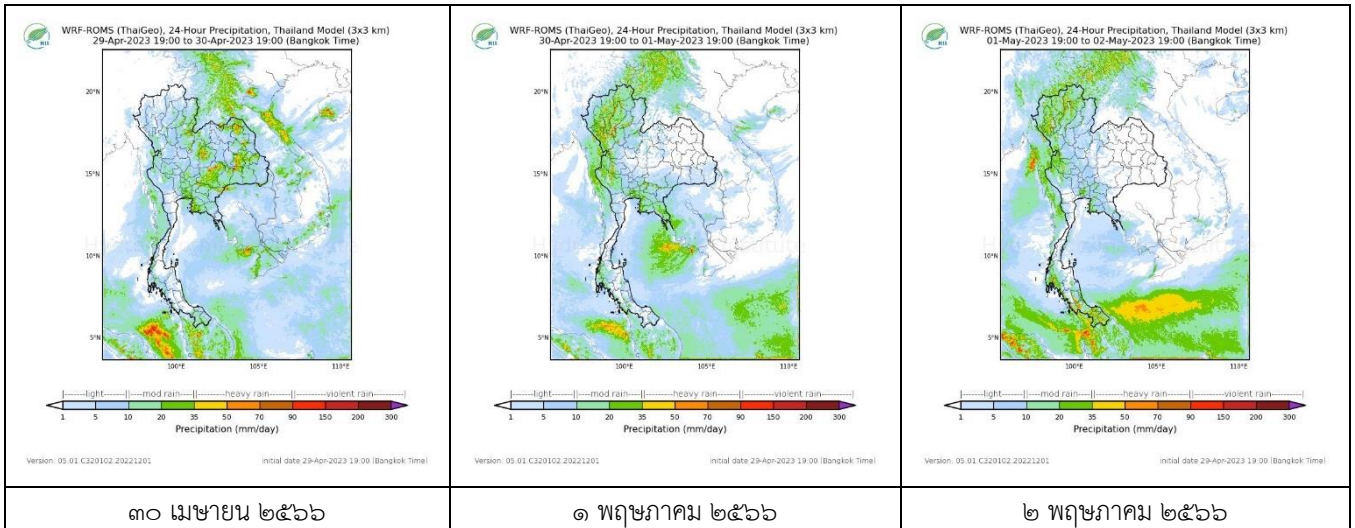 WRF-ROMS (ThaiGeo), 24-Hour Precipitation, Thailand Model (3x3 km)
29-Apr-2023 19:00 to 30-Apr-2023 19:00 (Bangkok Time)
HII
20°N
15°N
10°N
5°N
100°E 105°E 110°E
|-------light-------||----mod rain----||-------heavy rain-------||-------violent rain-------|
1 5 10 20 35 50 70 90 150 200 300
Precipitation (mm/day)
Version: 05.01.C320102.20221201 initial date 29-Apr-2023 19:00 (Bangkok Time)
๓๐ เมษายน ๒๕๖๖
WRF-ROMS (ThaiGeo), 24-Hour Precipitation, Thailand Model (3x3 km)
30-Apr-2023 19:00 to 01-May-2023 19:00 (Bangkok Time)
HII
20°N
15°N
10°N
5°N
100°E 105°E 110°E
|-------light-------||----mod rain----||-------heavy rain-------||-------violent rain-------|
1 5 10 20 35 50 70 90 150 200 300
Precipitation (mm/day)
Version: 05.01.C320102.20221201 initial date 29-Apr-2023 19:00 (Bangkok Time)
๑ พฤษภาคม ๒๕๖๖
WRF-ROMS (ThaiGeo), 24-Hour Precipitation, Thailand Model (3x3 km)
01-May-2023 19:00 to 02-May-2023 19:00 (Bangkok Time)
HII
20°N
15°N
10°N
5°N
100°E 105°E 110°E
|-------light-------||----mod rain----||-------heavy rain-------||-------violent rain-------|
1 5 10 20 35 50 70 90 150 200 300
Precipitation (mm/day)
Version: 05.01.C320102.20221201 initial date 29-Apr-2023 19:00 (Bangkok Time)
๒ พฤษภาคม ๒๕๖๖